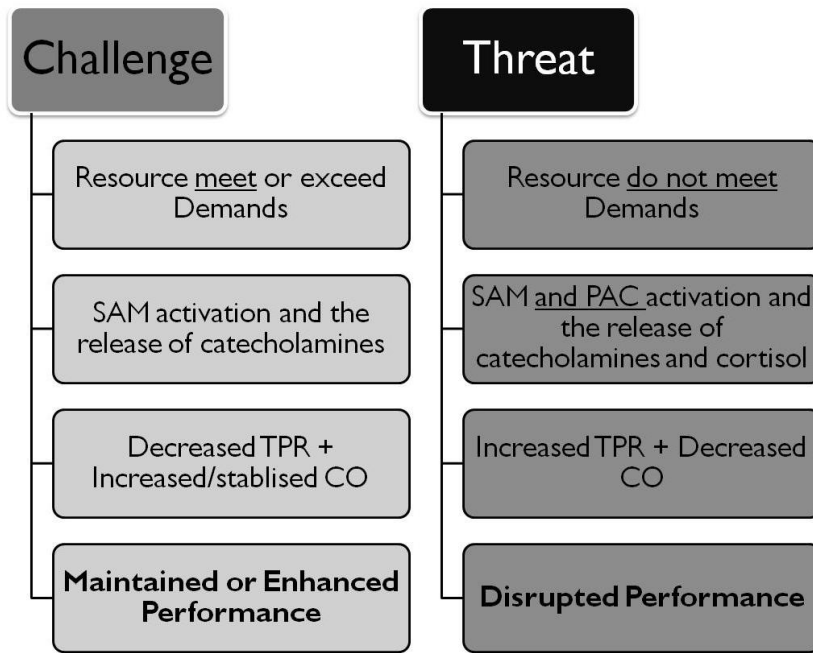 Challenge
Resource meet or exceed
Demands
SAM activation and the
release of catecholamines
Decreased TPR +
Increased/stablised CO
Maintained or Enhanced
Performance
Threat
Resource do not meet
Demands
SAM and PAC activation and
the release of
catecholamines and cortisol
Increased TPR + Decreased
CO
Disrupted Performance